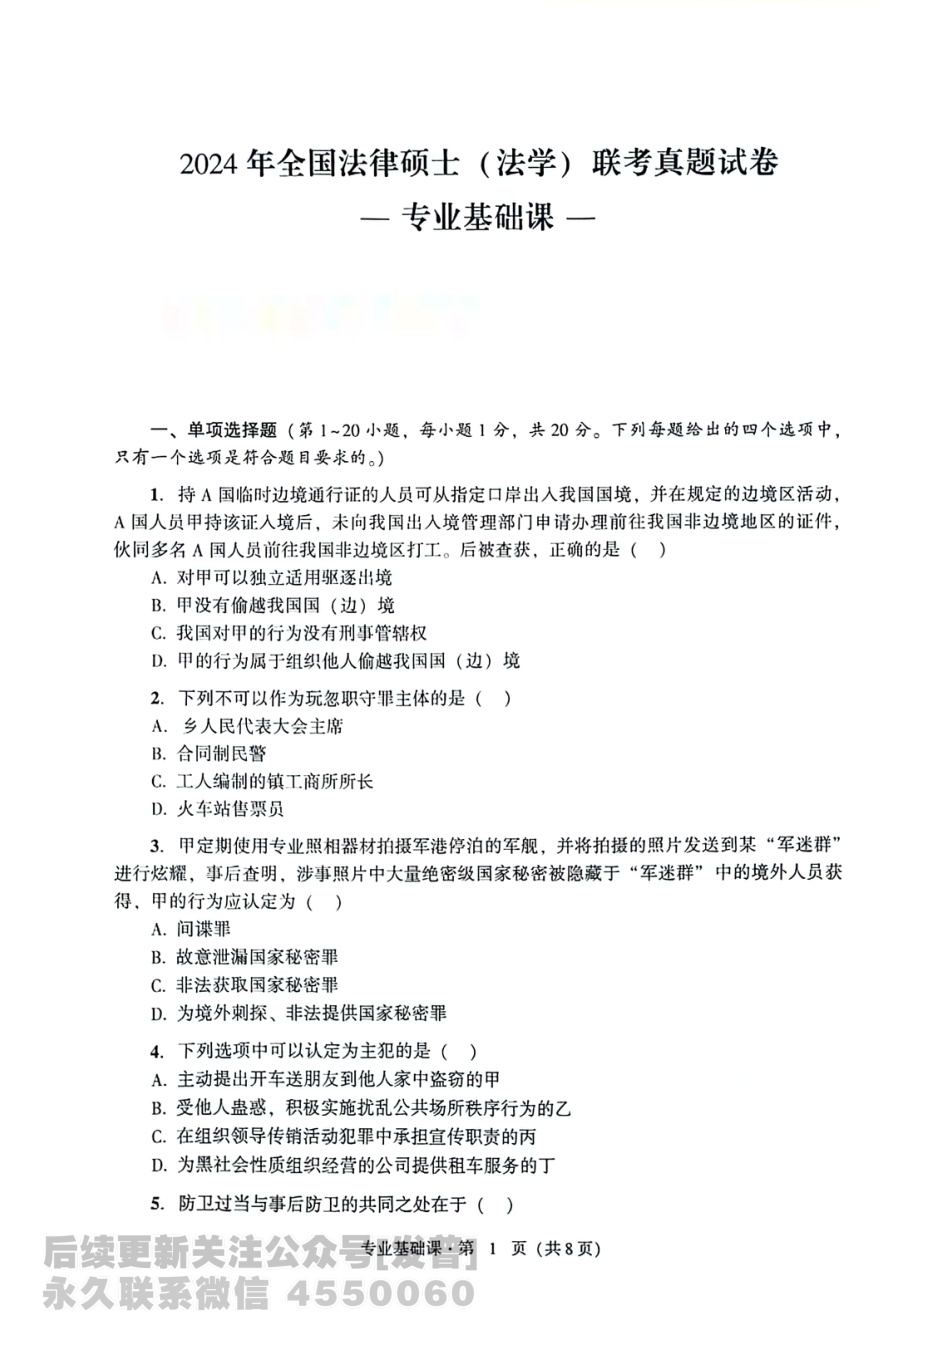 2024 年全国法律硕士（法学）联考真题试卷
— 专业基础课 —
一、单项选择题（第 1~20 小题，每小题 1 分，共 20 分。下列每题给出的四个选项中，
只有一个选项是符合题目要求的。）
1. 持 A 国临时边境通行证的人员可从指定口岸出入我国国境，并在规定的边境区活动，
A 国人员甲持该证入境后，未向我国出入境管理部门申请办理前往我国非边境地区的证件，
伙同多名 A 国人员前往我国非边境区打工。后被查获，正确的是（ ）
A. 对甲可以独立适用驱逐出境
B. 甲没有偷越我国国（边）境
C. 我国对甲的行为没有刑事管辖权
D. 甲的行为属于组织他人偷越我国国（边）境
2. 下列不可以作为玩忽职守罪主体的是（ ）
A. 乡人民代表大会主席
B. 合同制民警
C. 工人编制的镇工商所所长
D. 火车站售票员
3. 甲定期使用专业照相器材拍摄军港停泊的军舰，并将拍摄的照片发送到某“军迷群”
进行炫耀，事后查明，涉事照片中大量绝密级国家秘密被隐藏于“军迷群”中的境外人员获
得，甲的行为应认定为（ ）
A. 间谍罪
B. 故意泄漏国家秘密罪
C. 非法获取国家秘密罪
D. 为境外刺探、非法提供国家秘密罪
4. 下列选项中可以认定为主犯的是（ ）
A. 主动提出开车送朋友到他人家中盗窃的甲
B. 受他人蛊惑，积极实施扰乱公共场所秩序行为的乙
C. 在组织领导传销活动犯罪中承担宣传职责的丙
D. 为黑社会性质组织经营的公司提供租车服务的丁
5. 防卫过当与事后防卫的共同之处在于（ ）
专业基础课·第 1 页（共 8 页）
后续更新关注公众号[发普]
永久联系微信 4550060